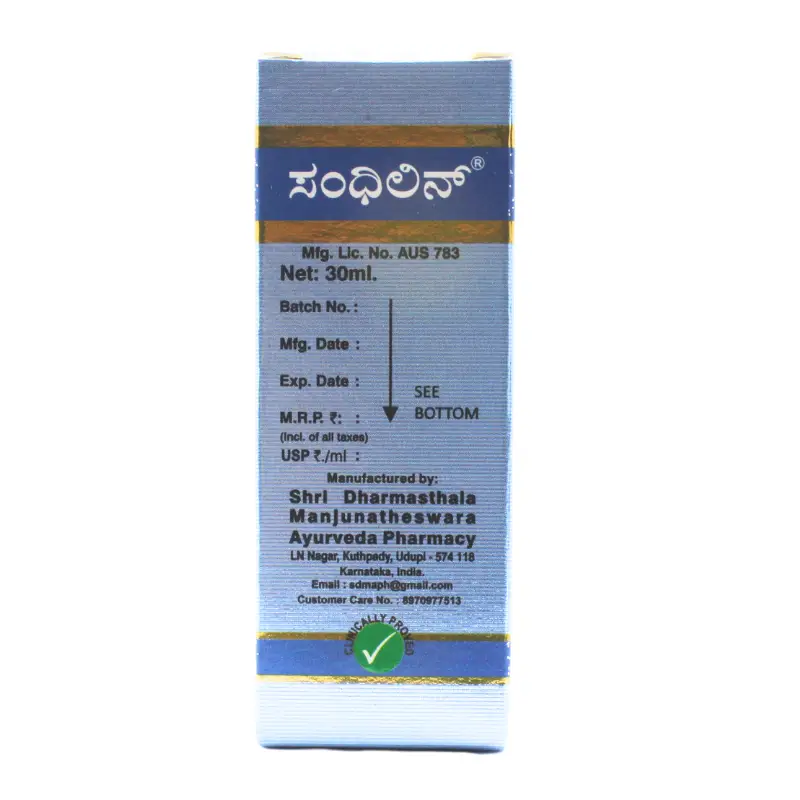 ಸಂಧಿಲಿನ್®
Mfg. Lic. No. AUS 783
Net: 30ml.
Batch No. :
Mfg. Date :
Exp. Date :
SEE
BOTTOM
M.R.P. ₹: :
(Incl. of all taxes)
USP ₹./ml :
Manufactured by:
Shri Dharmasthala
Manjunatheswara
Ayurveda Pharmacy
LN Nagar, Kuthpady, Udupi - 574 118
Karnataka, India.
Email : sdmaph@gmail.com
Customer Care No. : 8970977513
CLINICALLY PROVED